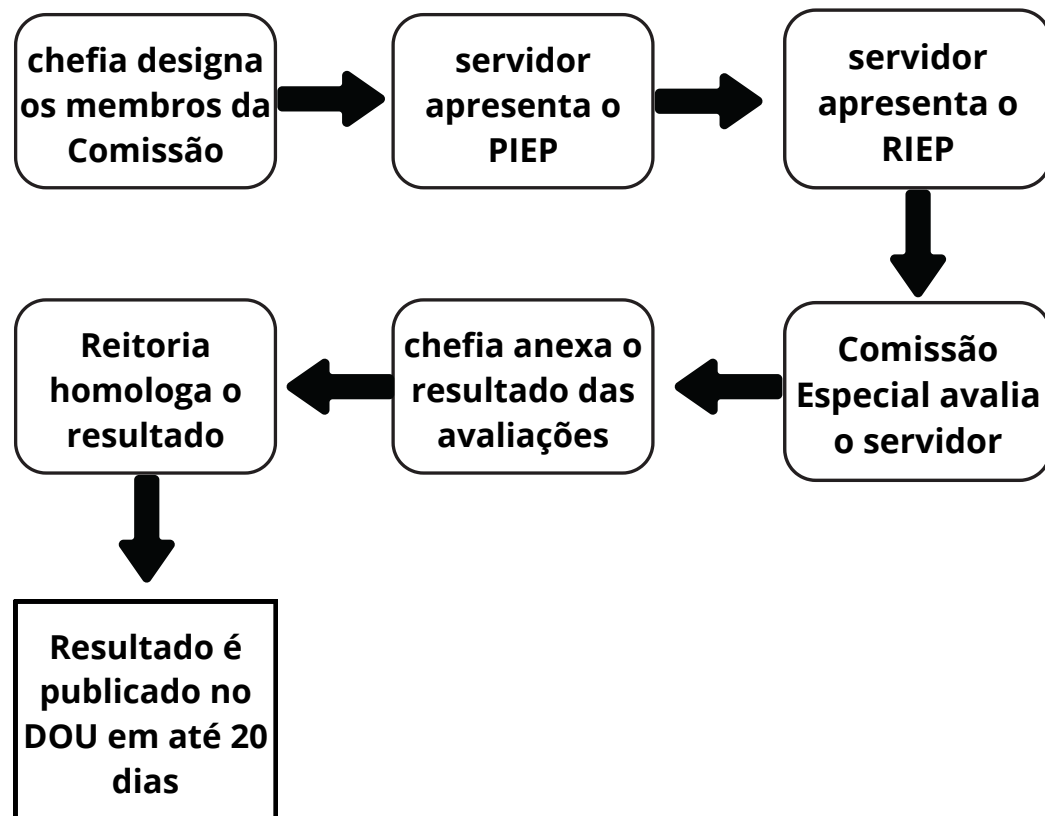 chefia designa
os membros da
Comissão
servidor
apresenta o
PIEP
servidor
apresenta o
RIEP
Comissão
Especial avalia
o servidor
chefia anexa o
resultado das
avaliações
Reitoria
homologa o
resultado
Resultado é
publicado no
DOU em até 20
dias